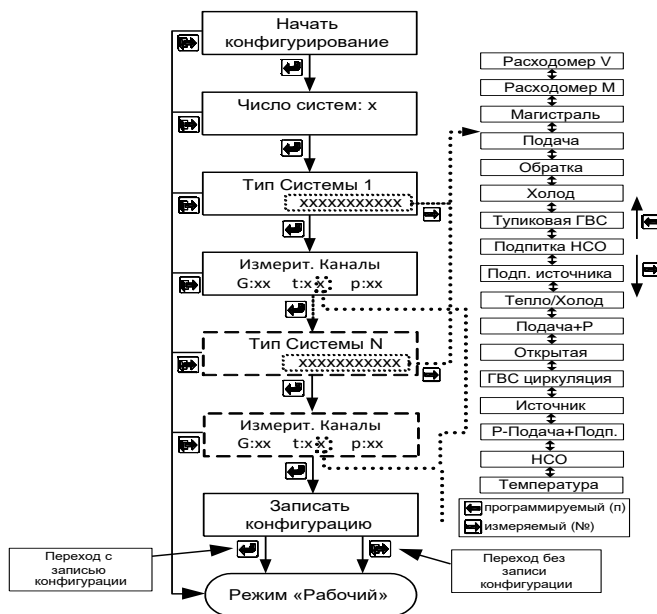 Начать
конфигурирование
Число систем: x
Тип Системы 1
XXXXXXXXXXX
Измерит. Каналы
G:xx t:x x p:xx
Тип Системы N
XXXXXXXXXXX
Измерит. Каналы
G:xx t:x x p:xx
Записать
конфигурацию
Переход с
записью
конфигурации
Переход без
записи
конфигурации
Режим «Рабочий»
Расходомер V
Расходомер M
Магистраль
Подача
Обратка
Холод
Тупиковая ГВС
Подпитка НСО
Подп. источника
Тепло/Холод
Подача+Р
Открытая
ГВС циркуляция
Источник
Р-Подача+Подп.
НСО
Температура
программируемый (п)
измеряемый (№)